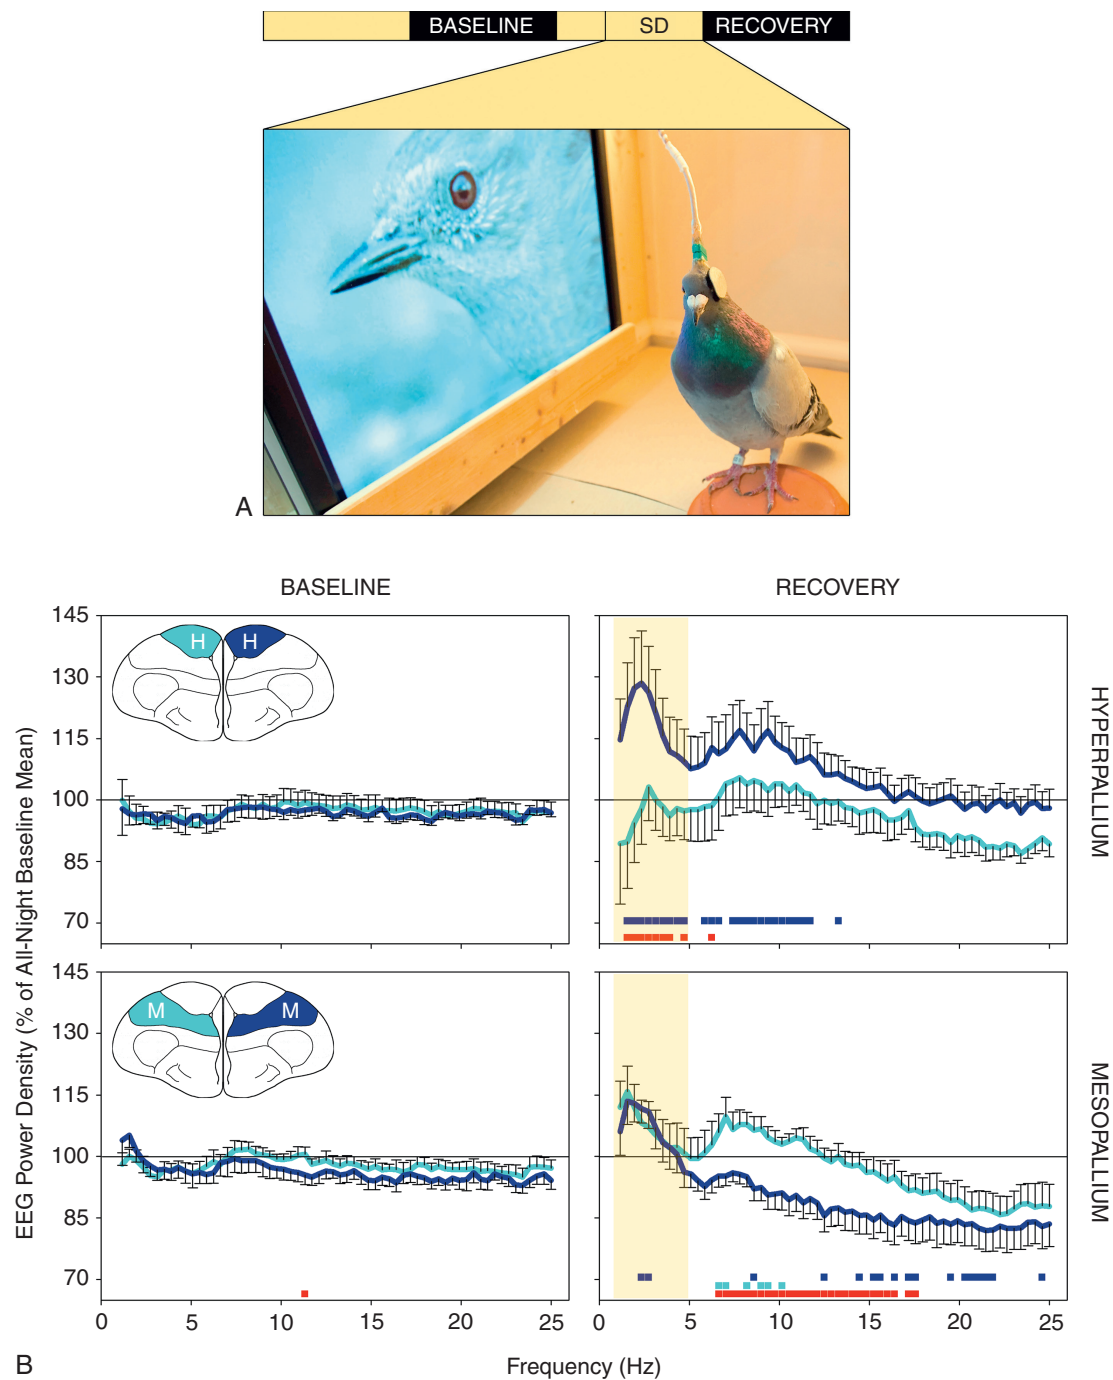 BASELINE SD RECOVERY
A
BASELINE RECOVERY
145
130
115
100
85
70
H H
HYPERPALLIUM
EEG Power Density (% of All-Night Baseline Mean)
145
130
115
100
85
70
M M
MESOPALLIUM
0 5 10 15 20 25 0 5 10 15 20 25
B
Frequency (Hz)